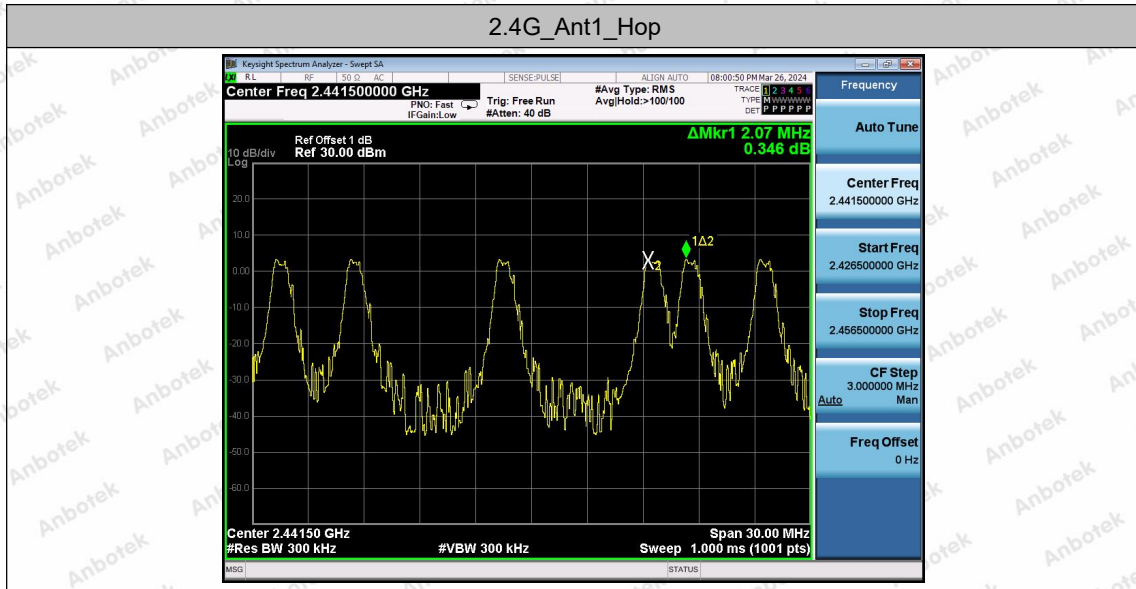 2.4G_Ant1_Hop
Keysight Spectrum Analyzer - Swept SA
LXI RL RF 50 Ω AC SENSE:PULSE ALIGN AUTO 08:00:50 PM Mar 26, 2024
Center Freq 2.441500000 GHz
PNO: Fast
IFGain:Low
Trig: Free Run
#Atten: 40 dB
#Avg Type: RMS
Avg|Hold:>100/100
TRACE 1 2 3 4 5 6
TYPE M WWWWW
DET P P P P P P
ΔMkr1 2.07 MHz
0.346 dB
Ref Offset 1 dB
10 dB/div Ref 30.00 dBm
Log
20.0
10.0
0.00
-10.0
-20.0
-30.0
-40.0
-50.0
-60.0
1Δ2
X2
Center 2.44150 GHz Span 30.00 MHz
#Res BW 300 kHz #VBW 300 kHz Sweep 1.000 ms (1001 pts)
MSG STATUS
Frequency
Auto Tune
Center Freq
2.441500000 GHz
Start Freq
2.426500000 GHz
Stop Freq
2.456500000 GHz
CF Step
3.000000 MHz
Auto Man
Freq Offset
0 Hz
Anbotek